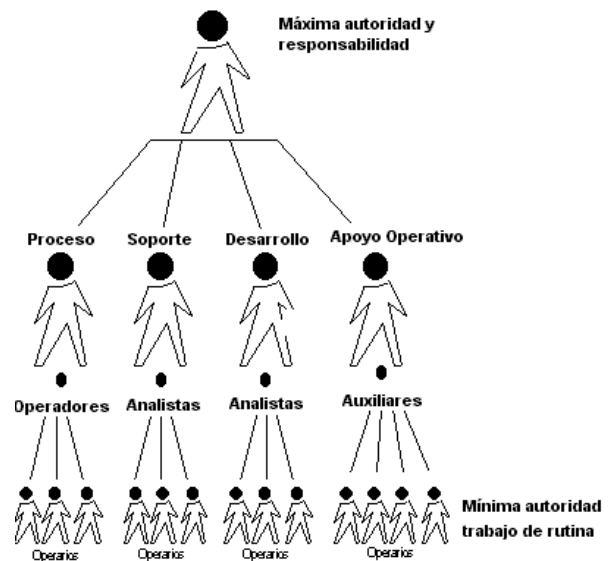 Máxima autoridad y
responsabilidad
Proceso Soporte Desarrollo Apoyo Operativo
Operadores Analistas Analistas Auxiliares
Mínima autoridad
trabajo de rutina
Operarios Operarios Operarios Operarios